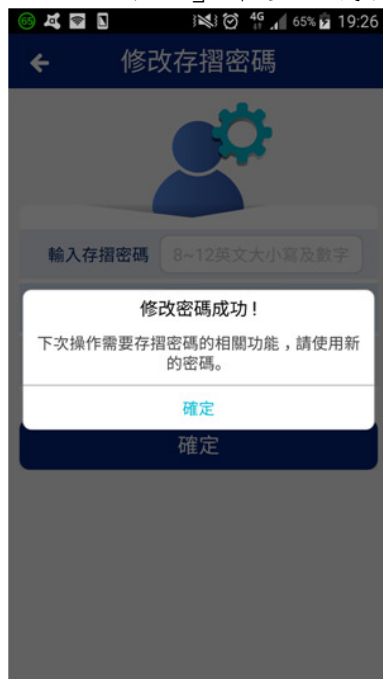 65
4G
65%
19:26
修改存摺密碼
輸入存摺密碼
8~12英文大小寫及數字
修改密碼成功！
下次操作需要存摺密碼的相關功能，請使用新
的密碼。
確定
確定